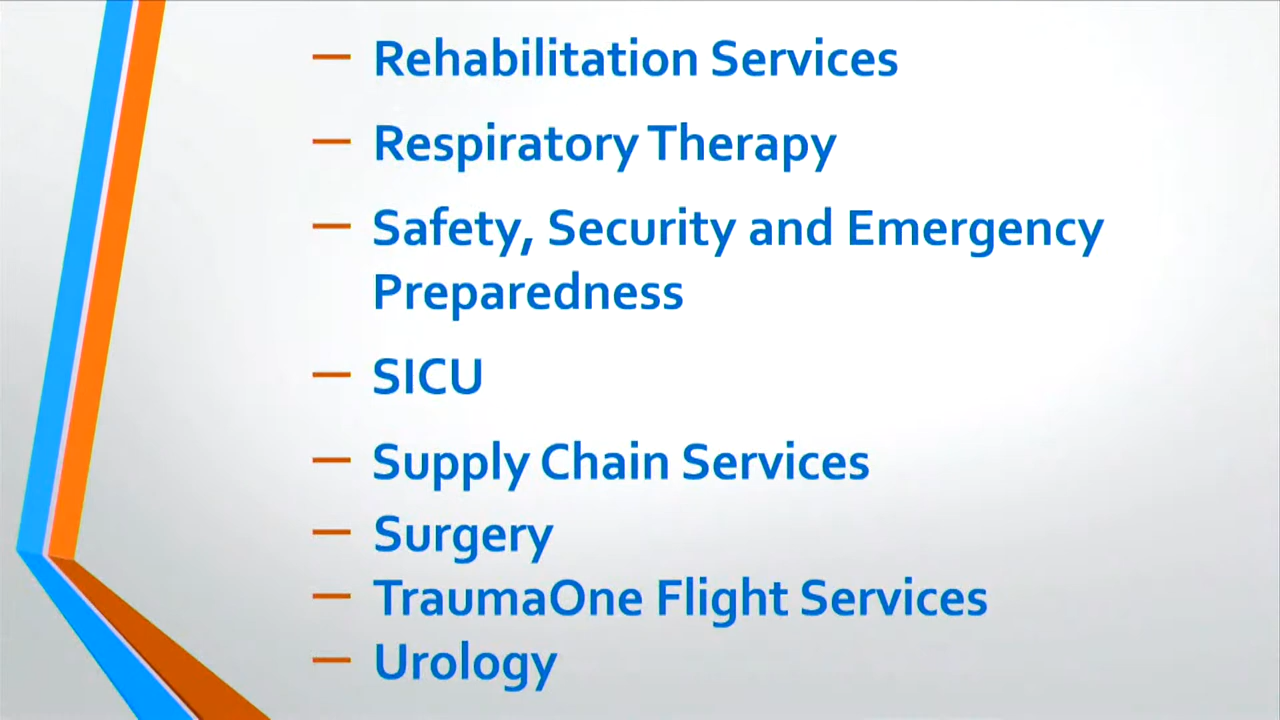 — Rehabilitation Services
— Respiratory Therapy
— Safety, Security and Emergency
Preparedness
— SICU
— Supply Chain Services
— Surgery
— TraumaOne Flight Services
— Urology